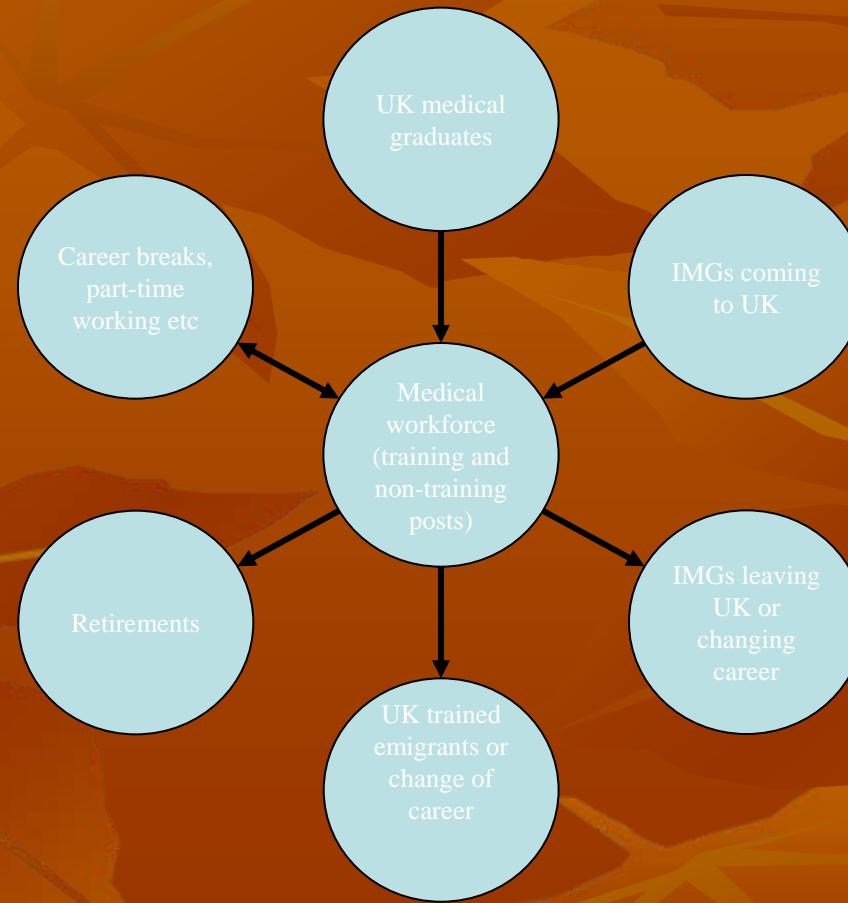 UK medical
graduates
Career breaks,
part-time
working etc
IMGs coming
to UK
Medical
workforce
(training and
non-training
posts)
Retirements
IMGs leaving
UK or
changing
career
UK trained
emigrants or
change of
career